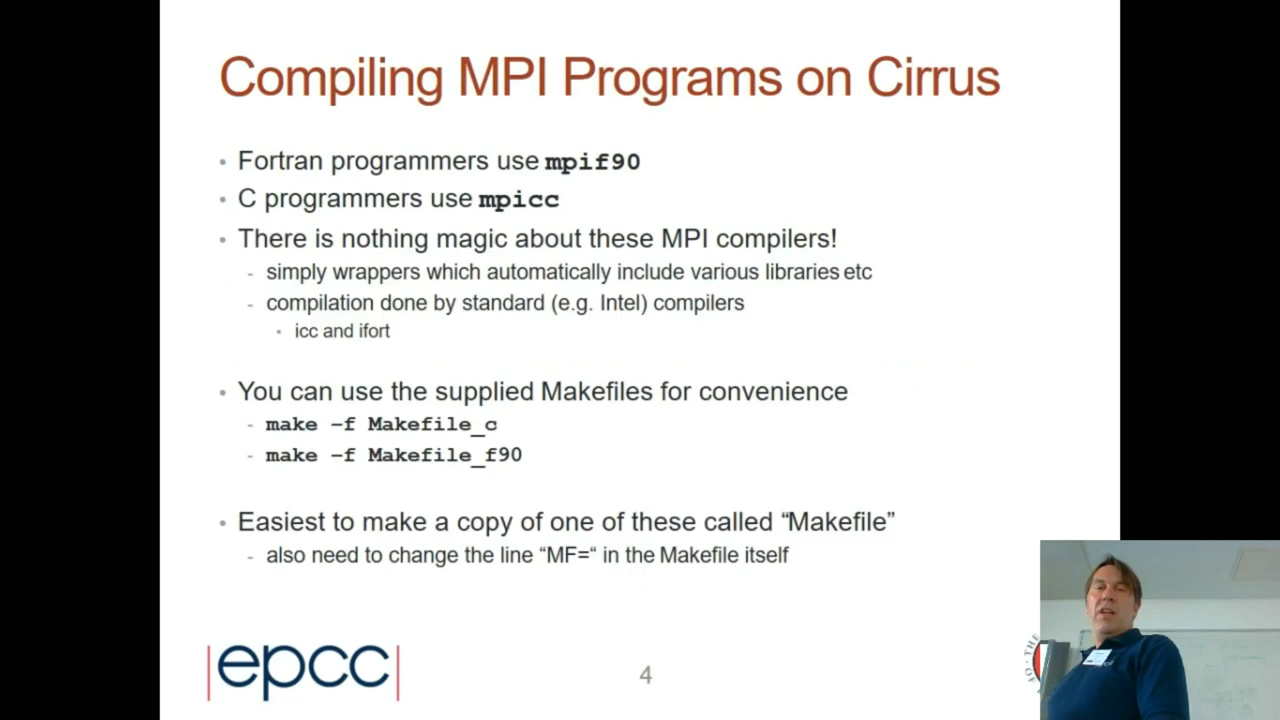 Compiling MPI Programs on Cirrus
• Fortran programmers use mpif90
• C programmers use mpicc
• There is nothing magic about these MPI compilers!
- simply wrappers which automatically include various libraries etc
- compilation done by standard (e.g. Intel) compilers
• icc and ifort
• You can use the supplied Makefiles for convenience
- make –f Makefile_c
- make –f Makefile_f90
• Easiest to make a copy of one of these called “Makefile”
- also need to change the line “MF=“ in the Makefile itself
epcc
4
THE